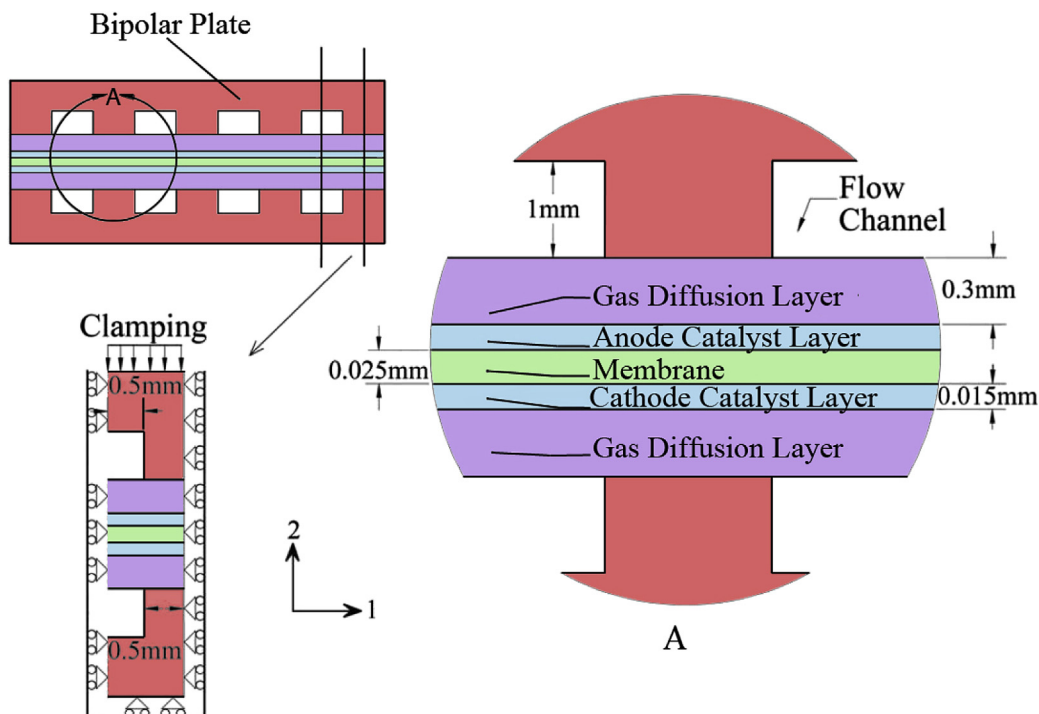 Bipolar Plate
A
1mm
Flow
Channel
Gas Diffusion Layer
0.3mm
Anode Catalyst Layer
0.025mm
Membrane
Cathode Catalyst Layer
0.015mm
Gas Diffusion Layer
A
Clamping
0.5mm
0.5mm
2
1